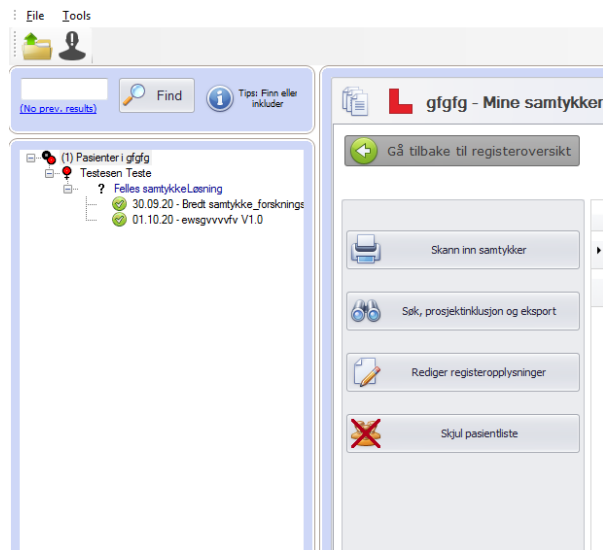 File Tools
Find
Tips: Finn eller
inkluder
(No prev. results)
(1) Pasienter i gfgfg
Testesen Teste
? Felles samtykkeLøsning
30.09.20 - Bredt samtykke_forsknings
01.10.20 - ewsgvvvvfv V1.0
gfgfg - Mine samtykker
Gå tilbake til registeroversikt
Skann inn samtykker
Søk, prosjektinklusjon og eksport
Rediger registeropplysninger
Skjul pasientliste